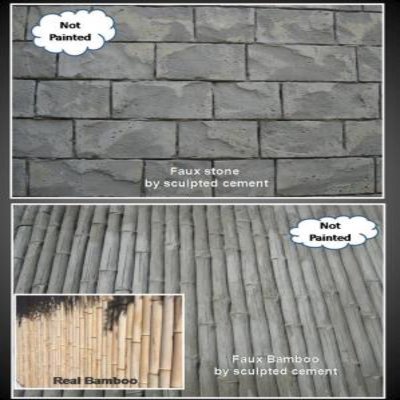 Not
Painted
Faux stone
by sculpted cement
Not
Painted
Faux Bamboo
by sculpted cement
Real Bamboo